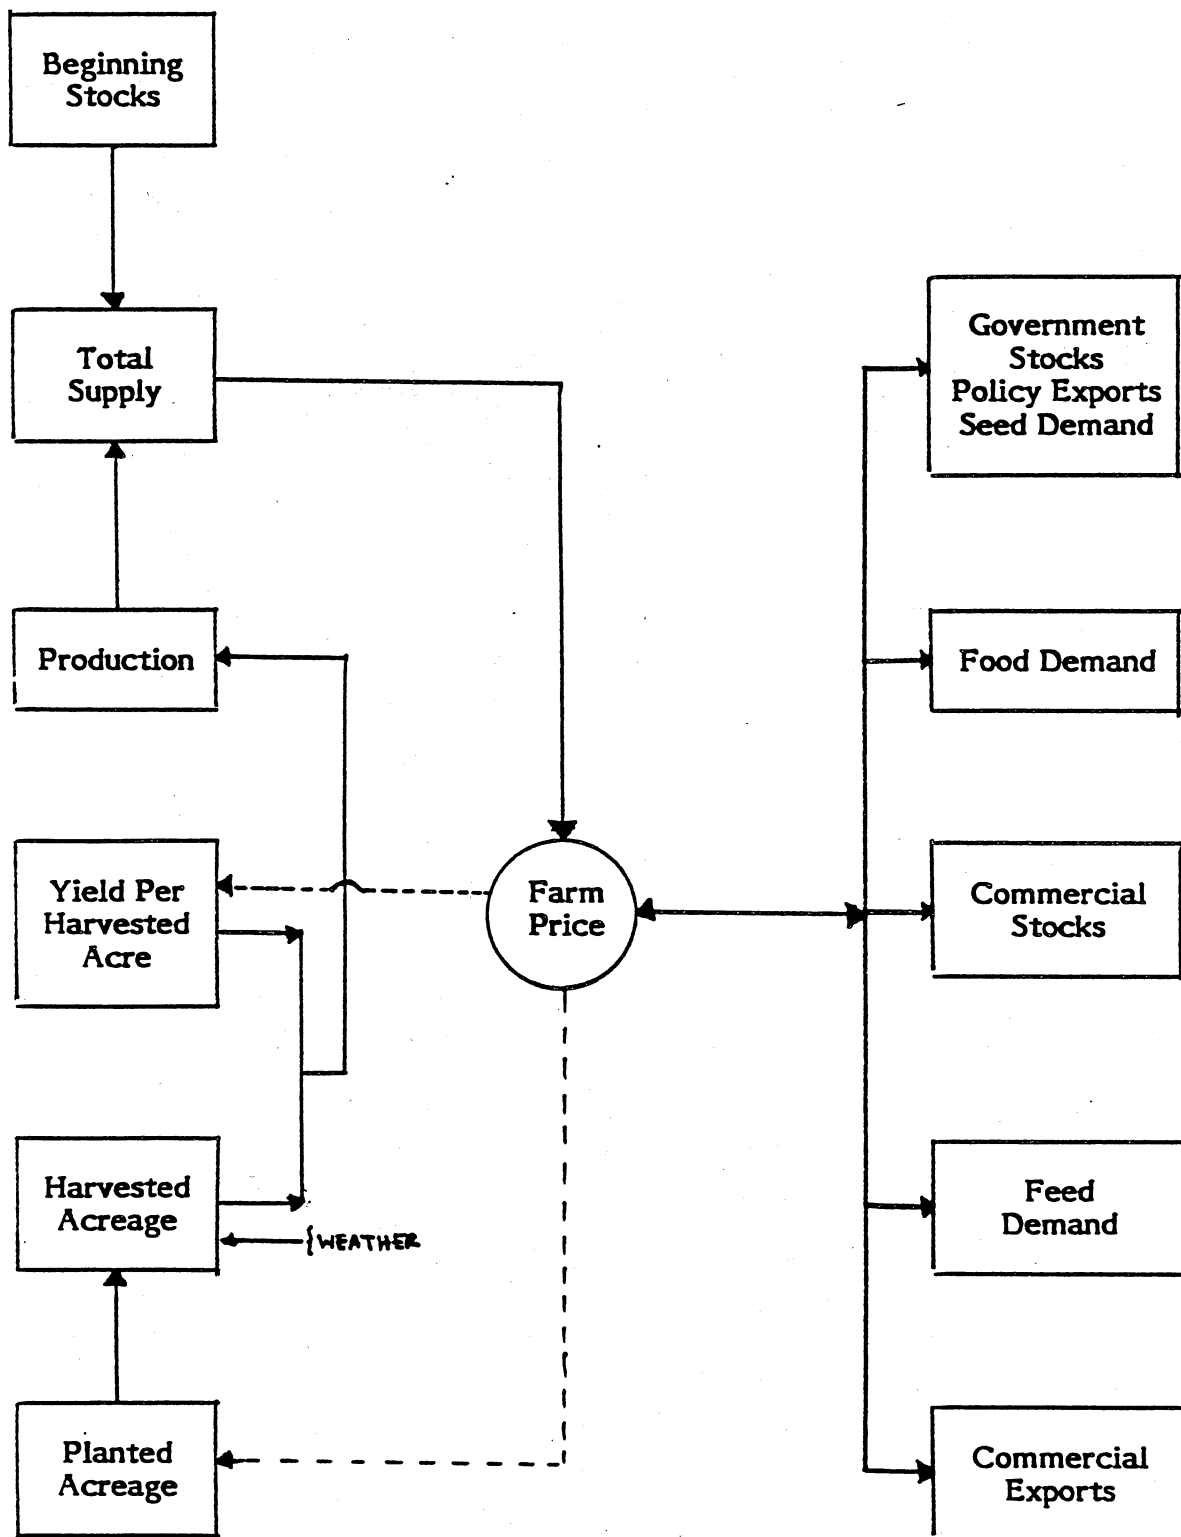 Beginning
Stocks
Total
Supply
Production
Yield Per
Harvested
Acre
Harvested
Acreage
{WEATHER
Planted
Acreage
Farm
Price
Government
Stocks
Policy Exports
Seed Demand
Food Demand
Commercial
Stocks
Feed
Demand
Commercial
Exports